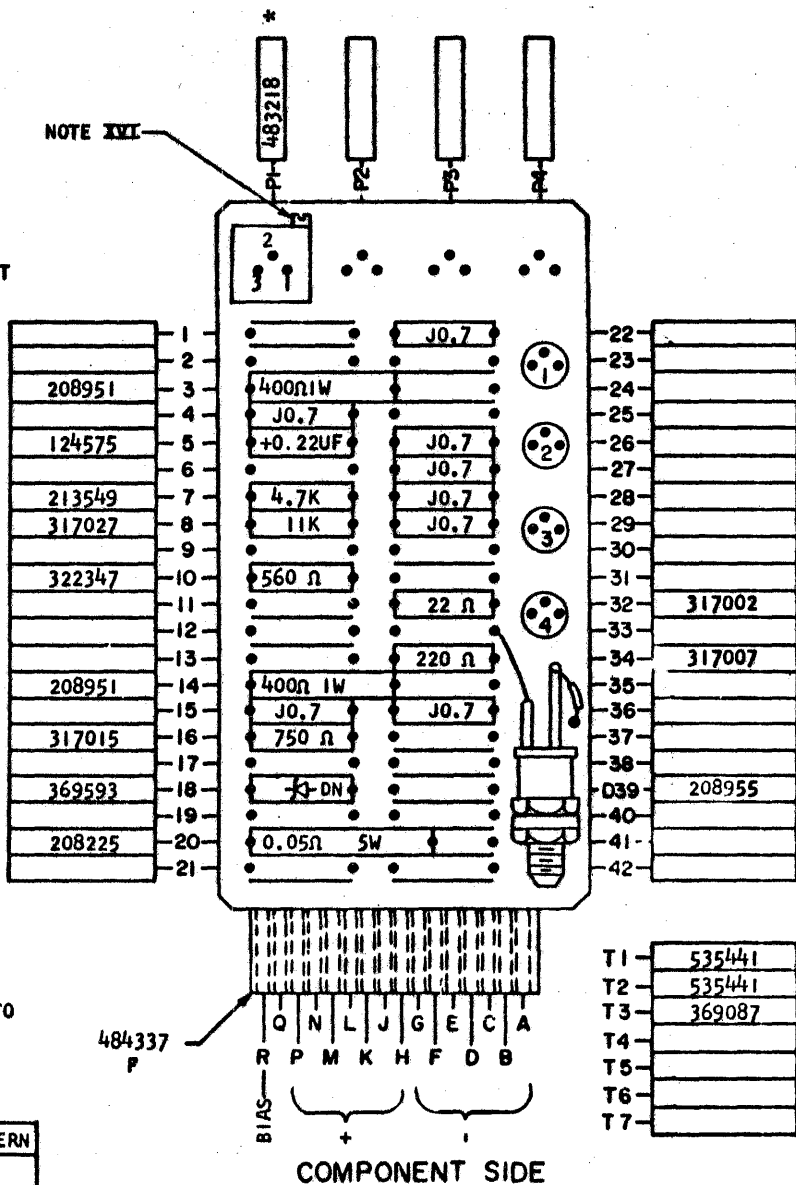 *
483218
P1 P2 P3 P4
NOTE XVI
2
3 1
T
1 J0.7 22
2 23
1
208951 3 400Ω1W 24
4 J0.7 25
124575 5 +0.22UF J0.7 26
2
6 J0.7 27
213549 7 4.7K J0.7 28
317027 8 11K J0.7 29
3
9 30
322347 10 560 Ω 31
11 22 Ω 32 317002
4
12 33
13 220 Ω 34 317007
208951 14 400Ω 1W 35
15 J0.7 J0.7 36
317015 16 750 Ω 37
17 38
369593 18 DN D39 208955
19 40
208225 20 0.05Ω 5W 41
21 42
T1 535441
T2 535441
T3 369087
T4
T5
T6
T7
TO
484337
P
Q N L J G E C A
R P M K H F D B
BIAS + -
ERN
COMPONENT SIDE